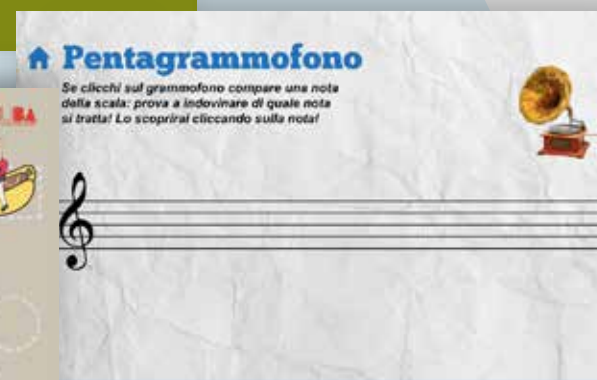 Pentagrammofono
Se clicchi sul grammofono compare una nota
della scala: prova a indovinare di quale nota
si tratta! Lo scoprirai cliccando sulla nota!
BA